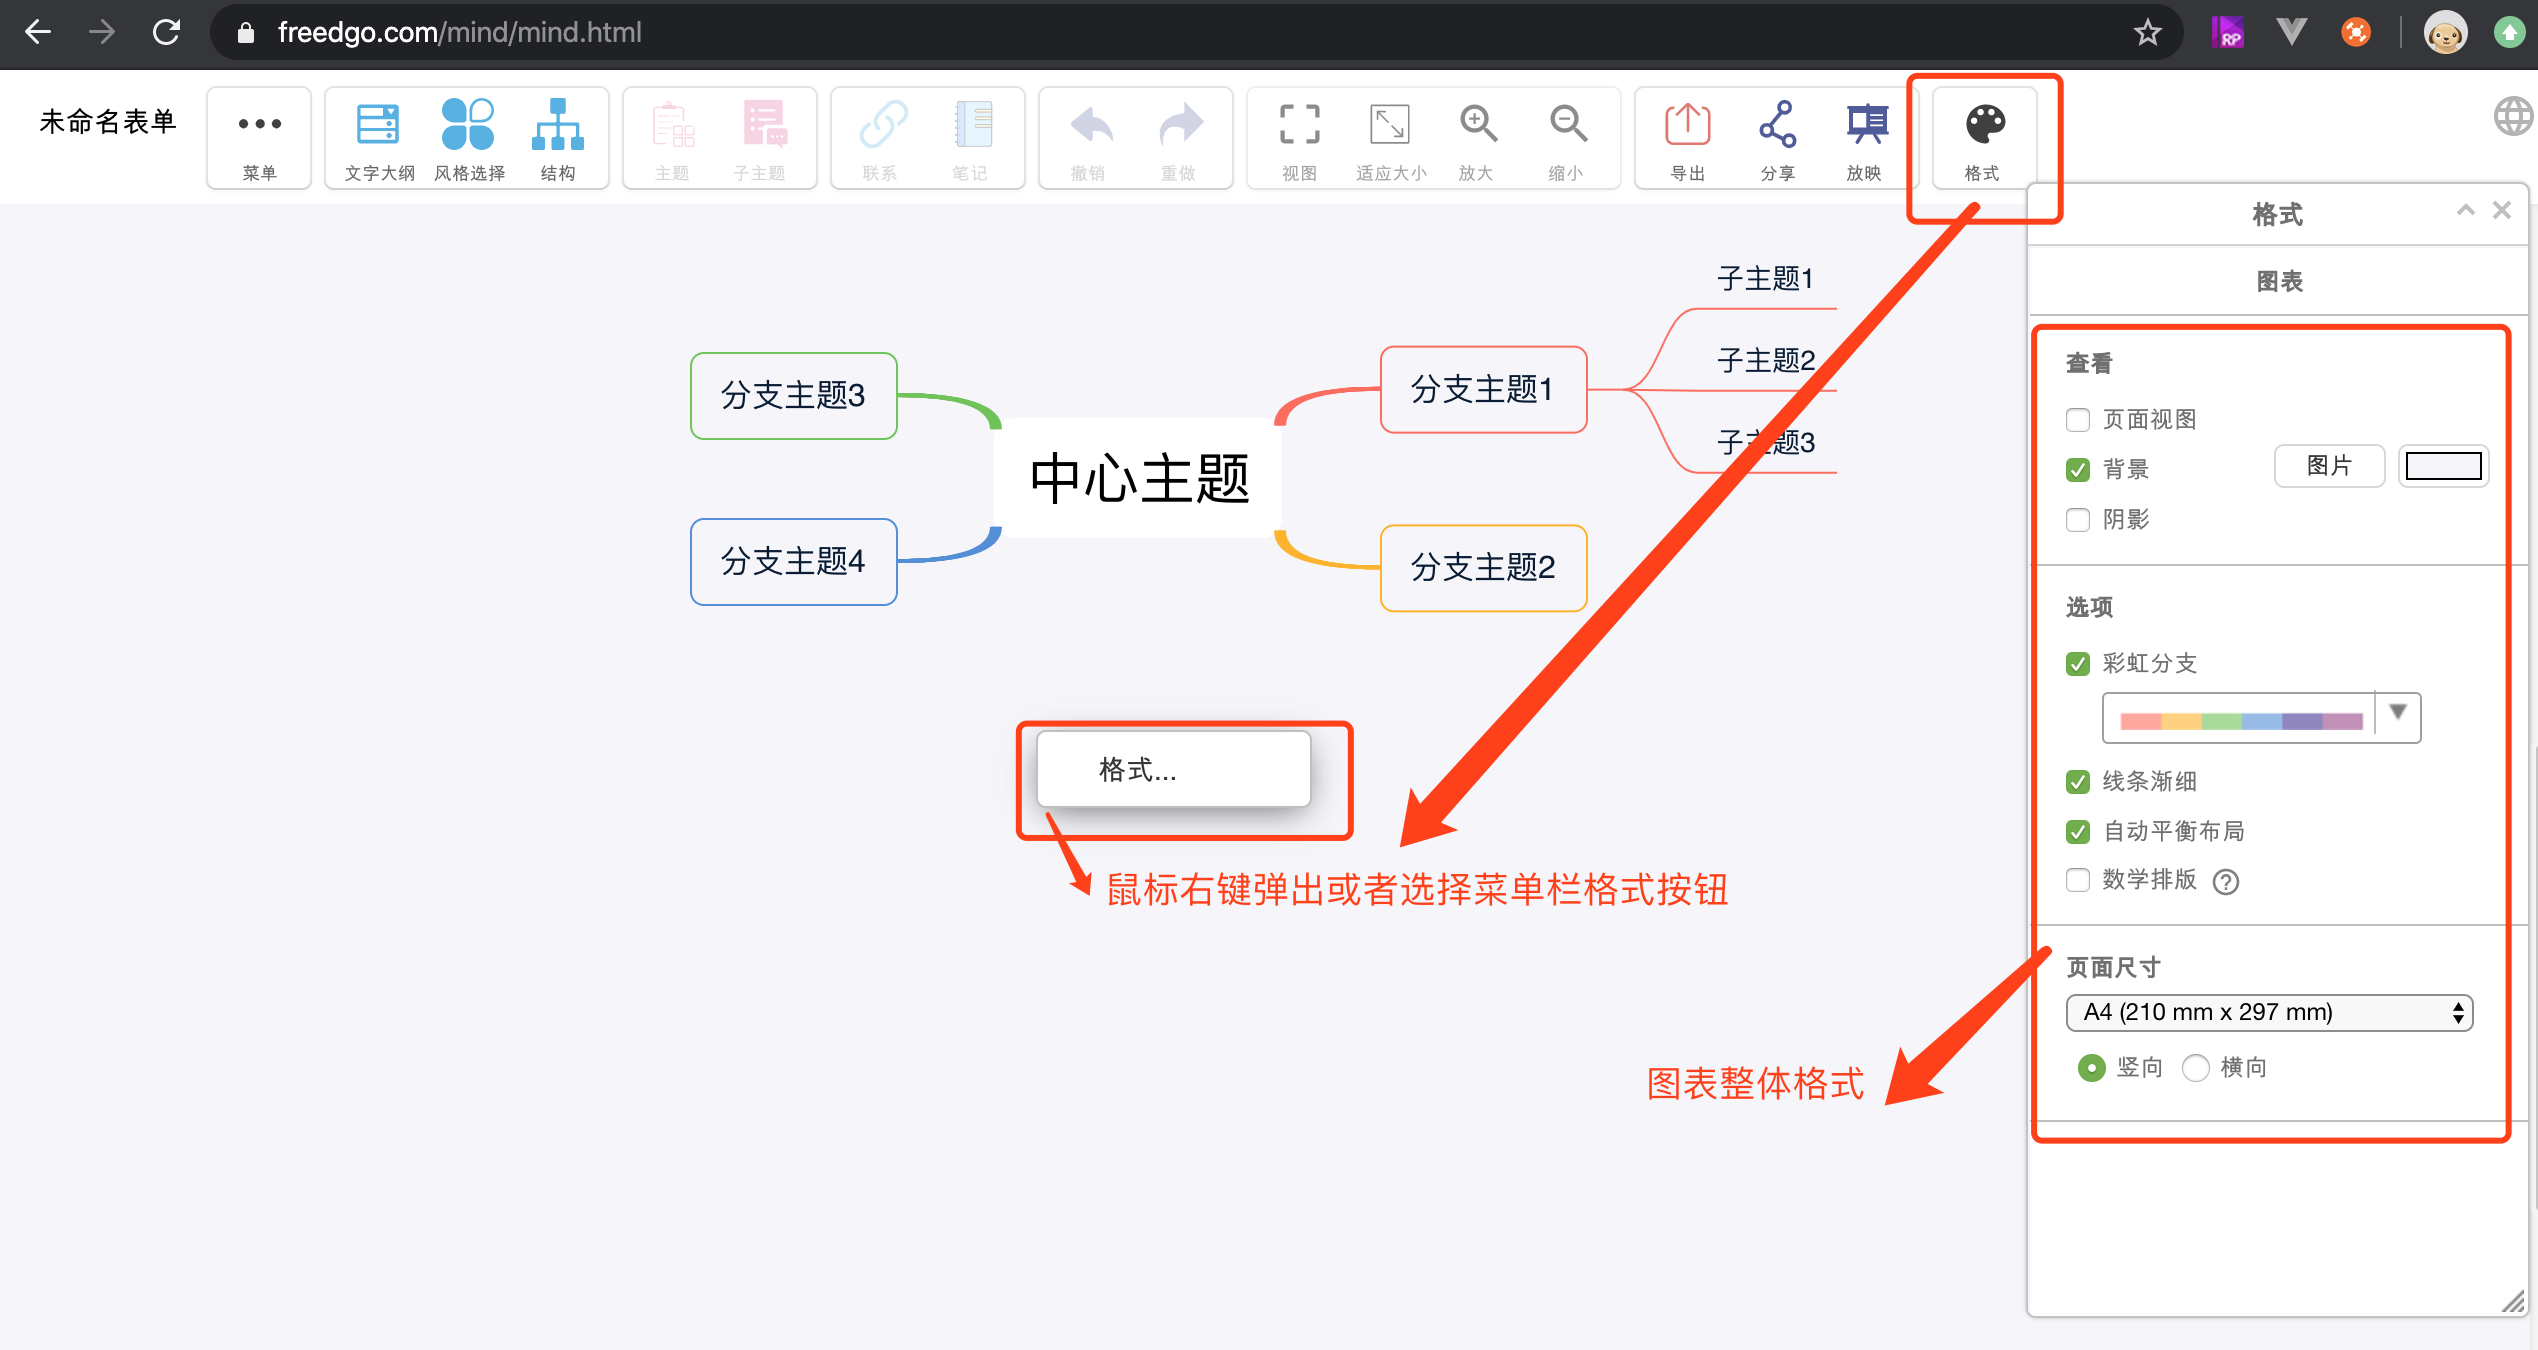 freedgo.com/mind/mind.html
RP
未命名表单
菜单
文字大纲
风格选择
结构
主题
子主题
联系
笔记
撤销
重做
视图
适应大小
放大
缩小
导出
分享
放映
格式
格式
图表
子主题1
子主题2
子主题3
分支主题3
分支主题1
中心主题
分支主题4
分支主题2
查看
页面视图
背景
图片
阴影
选项
彩虹分支
线条渐细
自动平衡布局
数学排版
格式...
鼠标右键弹出或者选择菜单栏格式按钮
图表整体格式
页面尺寸
A4 (210 mm x 297 mm)
竖向
横向